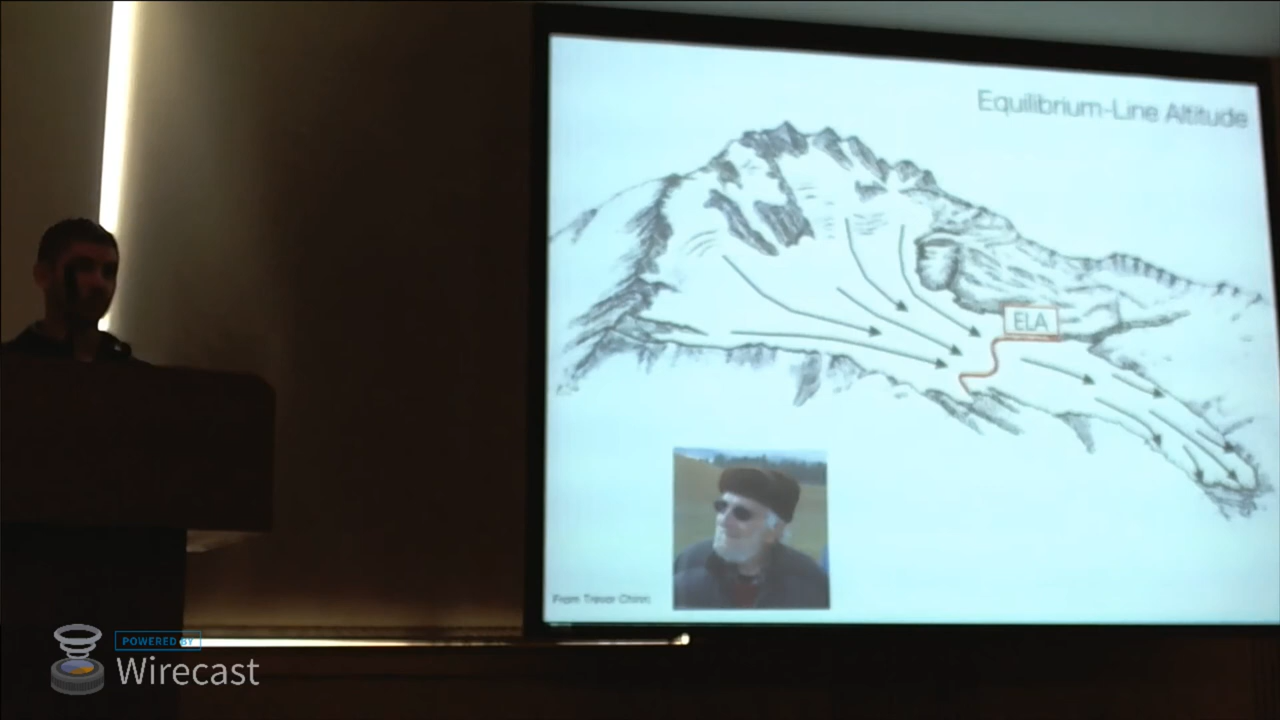 Equilibrium-Line Altitude
ELA
From Trevor Chinn
POWERED BY
Wirecast